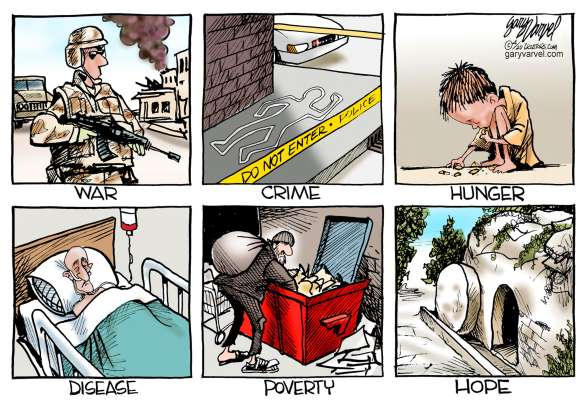 Gary Varvel
garyvarvel.com
DO NOT ENTER • POLICE
WAR
CRIME
HUNGER
DISEASE
POVERTY
HOPE